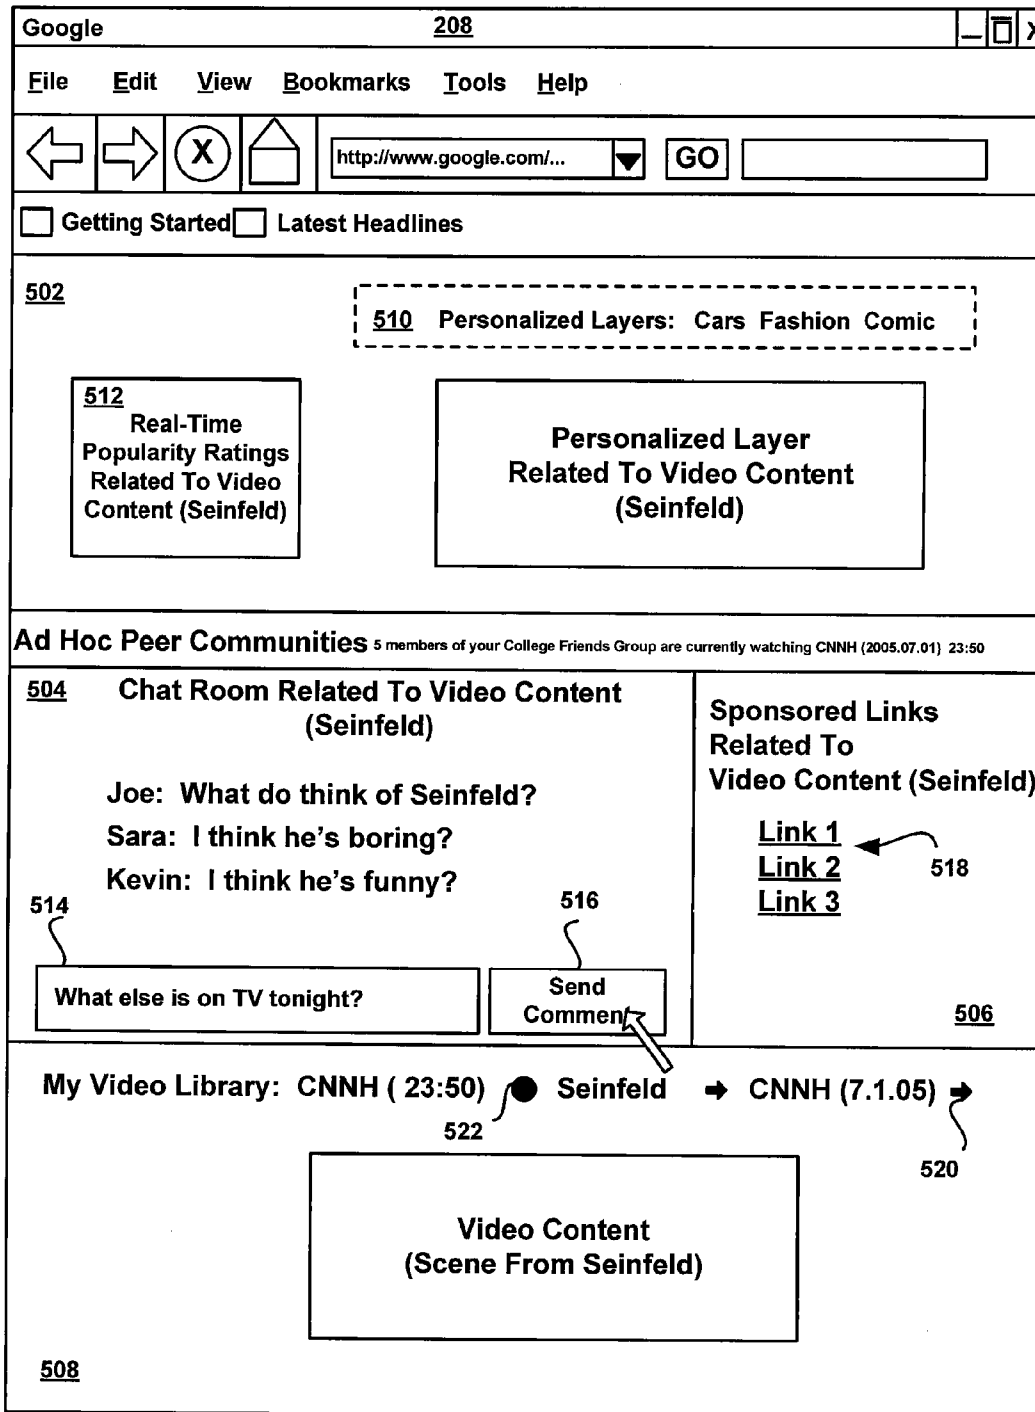 Google 208 X
File Edit View Bookmarks Tools Help
X http://www.google.com/... GO
Getting Started Latest Headlines
502
510 Personalized Layers: Cars Fashion Comic
512
Real-Time
Popularity Ratings
Related To Video
Content (Seinfeld)
Personalized Layer
Related To Video Content
(Seinfeld)
Ad Hoc Peer Communities 5 members of your College Friends Group are currently watching CNNH (2005.07.01) 23:50
504 Chat Room Related To Video Content
(Seinfeld)
Joe: What do think of Seinfeld?
Sara: I think he's boring?
Kevin: I think he's funny?
514
516
What else is on TV tonight?
Send
Comment
Sponsored Links
Related To
Video Content (Seinfeld)
Link 1
Link 2
Link 3
518
506
My Video Library: CNNH ( 23:50) Seinfeld CNNH (7.1.05)
522
520
Video Content
(Scene From Seinfeld)
508